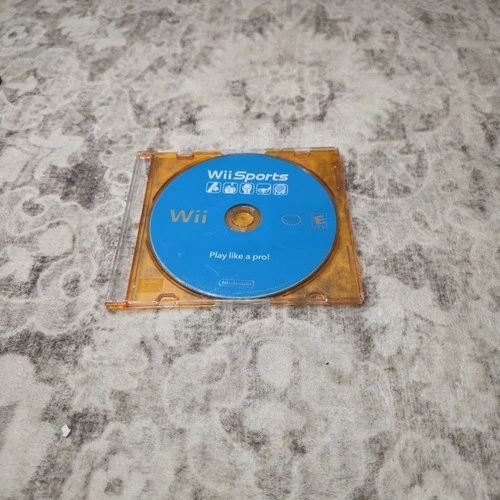 Wii Sports
Wii
E
Play like a pro!
Nintendo